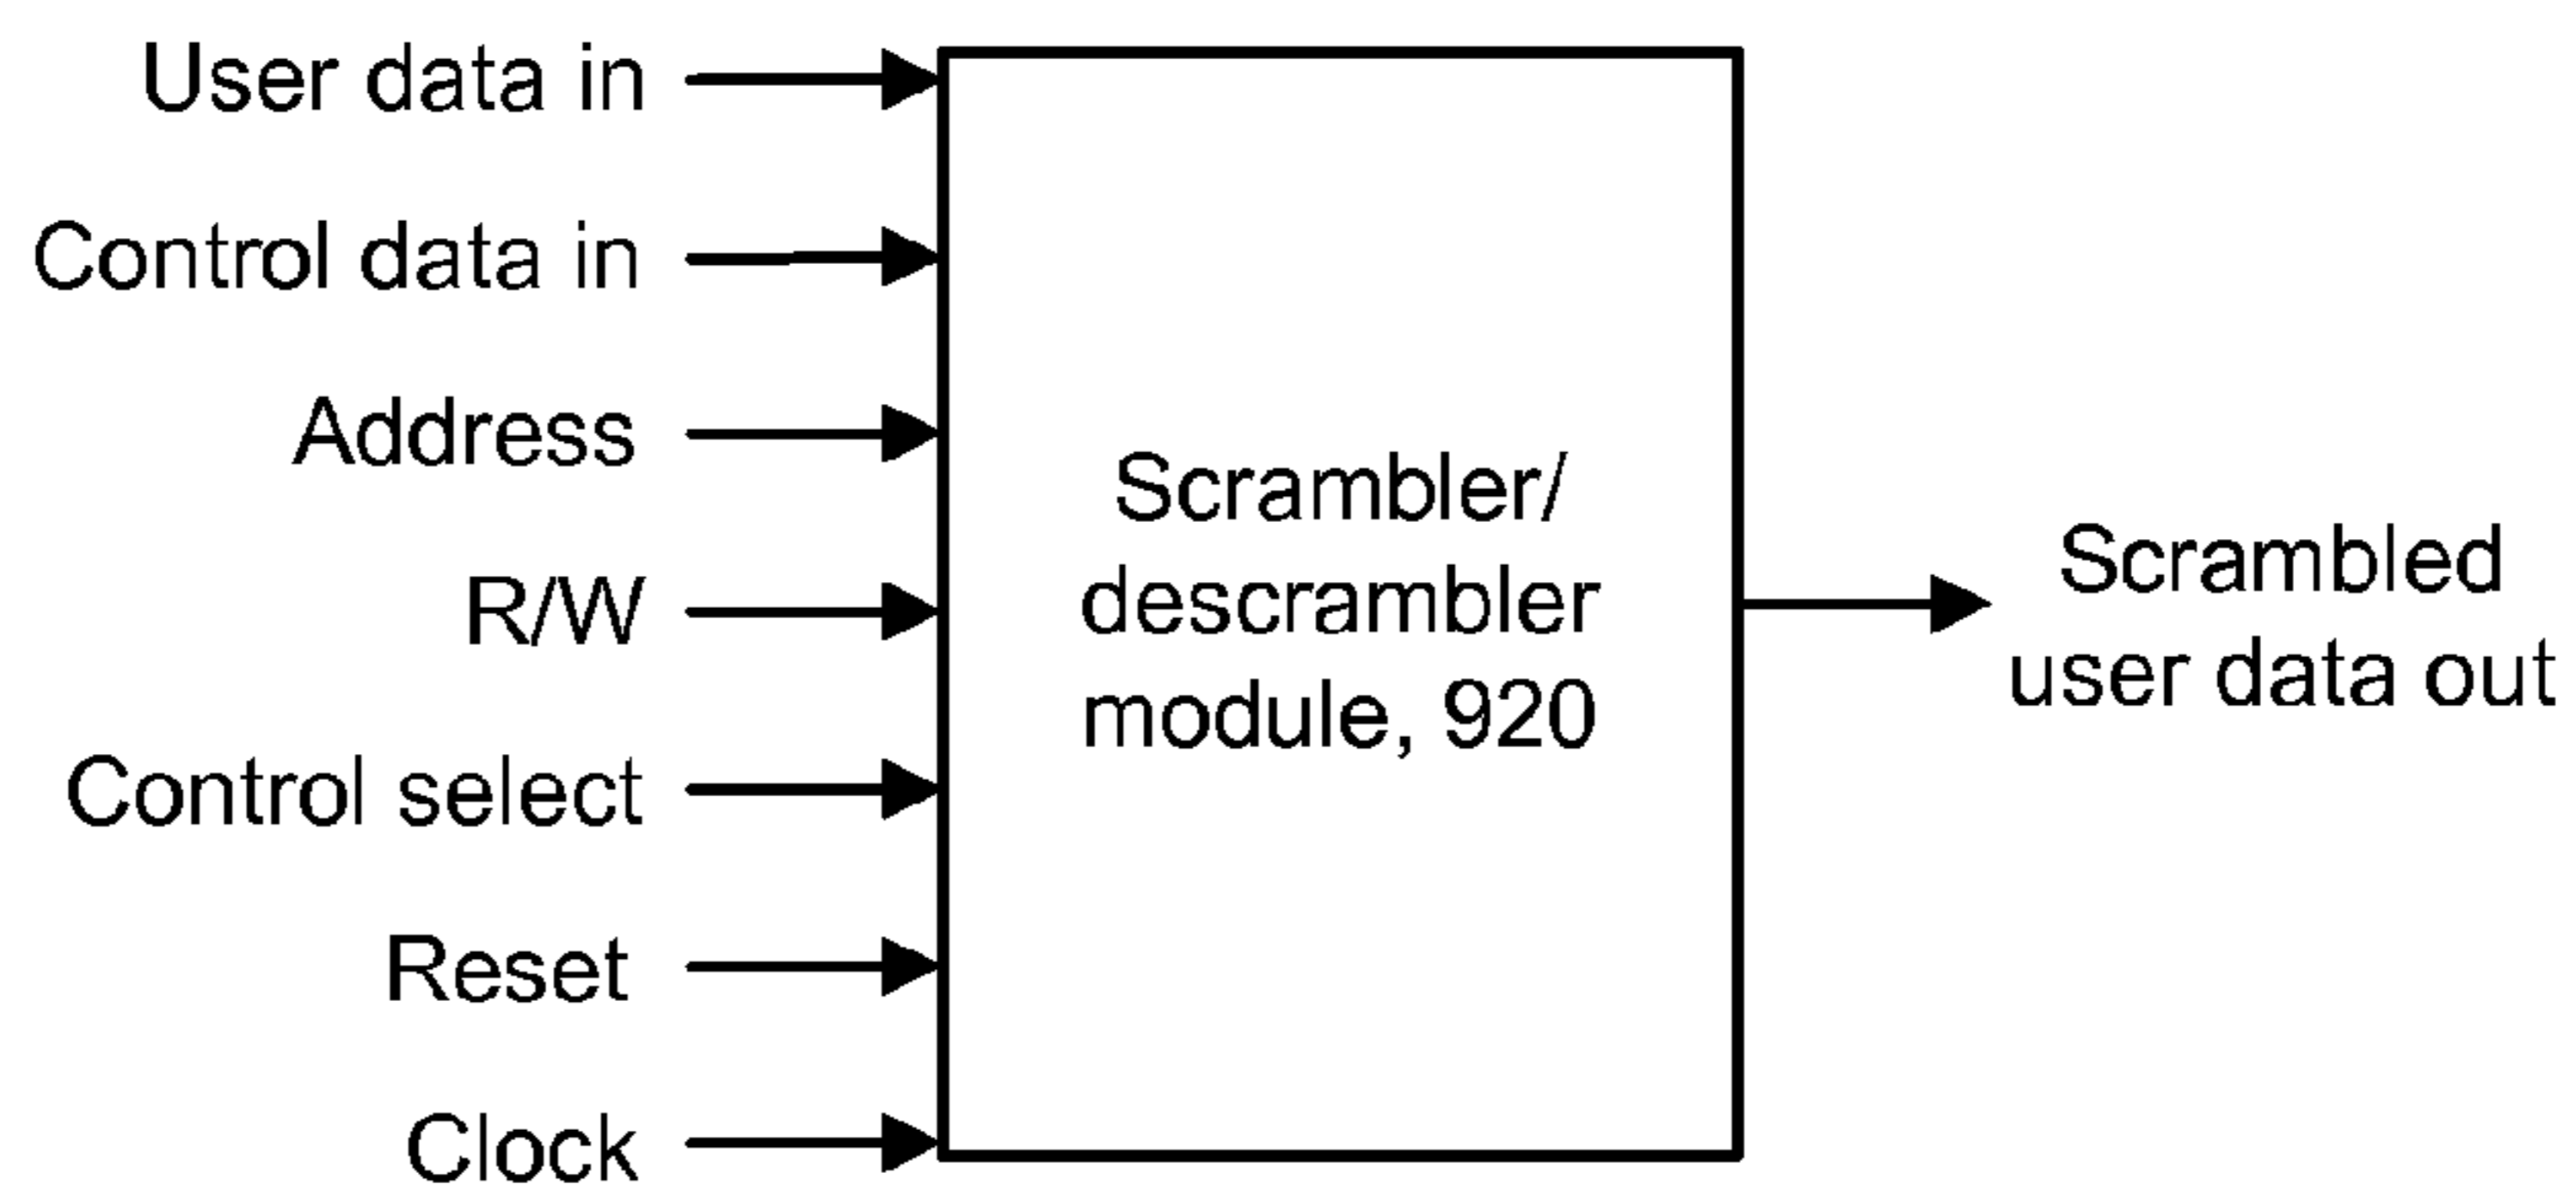 User data in
Control data in
Address
R/W
Control select
Reset
Clock
Scrambler/
descrambler
module, 920
Scrambled
user data out